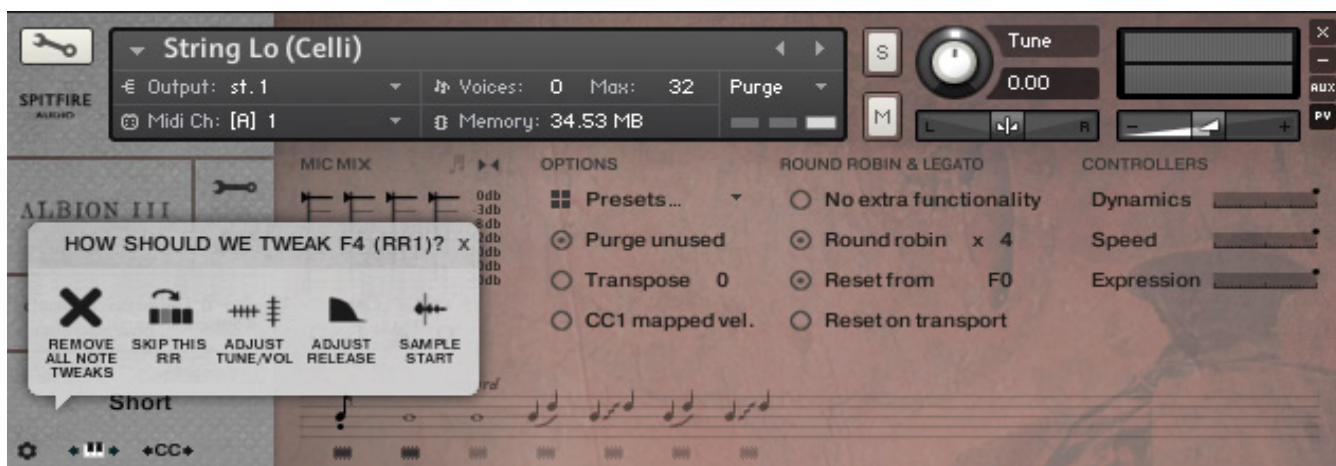 String Lo (Celli)
Output: st.1
Voices: 0 Max: 32 Purge
Midi Ch: [A] 1
Memory: 34.53 MB
S
M
Tune
0.00
L R
- +
×
-
AUX
PV
SPITFIRE
AUDIO
ALBION III
MIC MIX
0db
-3db
OPTIONS
Presets...
Purge unused
Transpose 0
CC1 mapped vel.
ROUND ROBIN & LEGATO
No extra functionality
Round robin x 4
Reset from F0
Reset on transport
CONTROLLERS
Dynamics
Speed
Expression
HOW SHOULD WE TWEAK F4 (RR1)? x
REMOVE
ALL NOTE
TWEAKS
SKIP THIS
RR
ADJUST
TUNE/VOL
ADJUST
RELEASE
SAMPLE
START
Short
CC